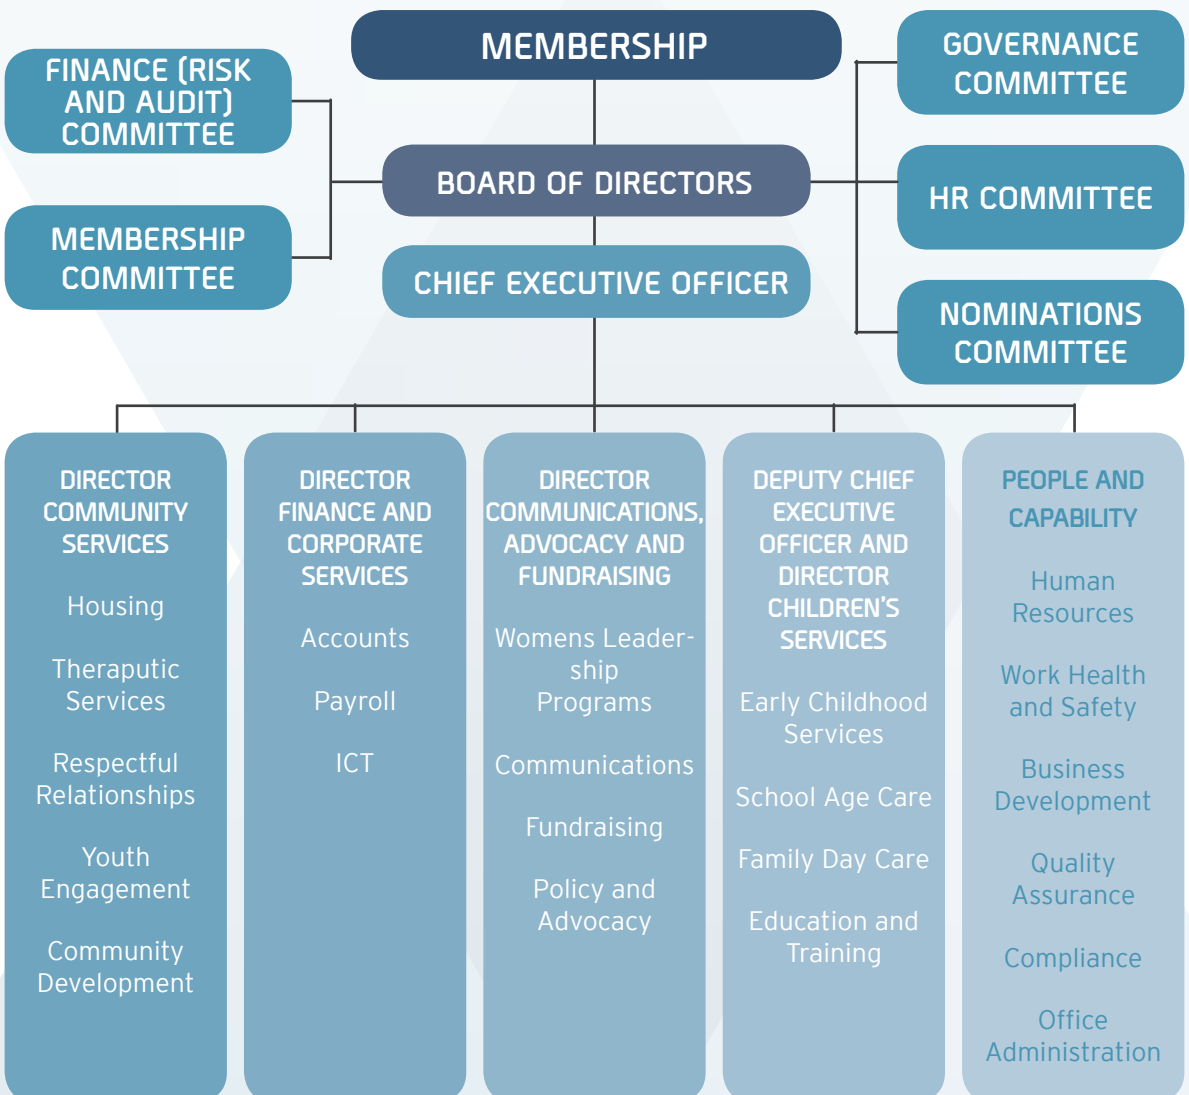 MEMBERSHIP
FINANCE (RISK
AND AUDIT)
COMMITTEE
GOVERNANCE
COMMITTEE
BOARD OF DIRECTORS
HR COMMITTEE
MEMBERSHIP
COMMITTEE
CHIEF EXECUTIVE OFFICER
NOMINATIONS
COMMITTEE
DIRECTOR
COMMUNITY
SERVICES
Housing
Theraputic
Services
Respectful
Relationships
Youth
Engagement
Community
Development
DIRECTOR
FINANCE AND
CORPORATE
SERVICES
Accounts
Payroll
ICT
DIRECTOR
COMMUNICATIONS,
ADVOCACY AND
FUNDRAISING
Womens Leader-
ship
Programs
Communications
Fundraising
Policy and
Advocacy
DEPUTY CHIEF
EXECUTIVE
OFFICER AND
DIRECTOR
CHILDREN'S
SERVICES
Early Childhood
Services
School Age Care
Family Day Care
Education and
Training
PEOPLE AND
CAPABILITY
Human
Resources
Work Health
and Safety
Business
Development
Quality
Assurance
Compliance
Office
Administration